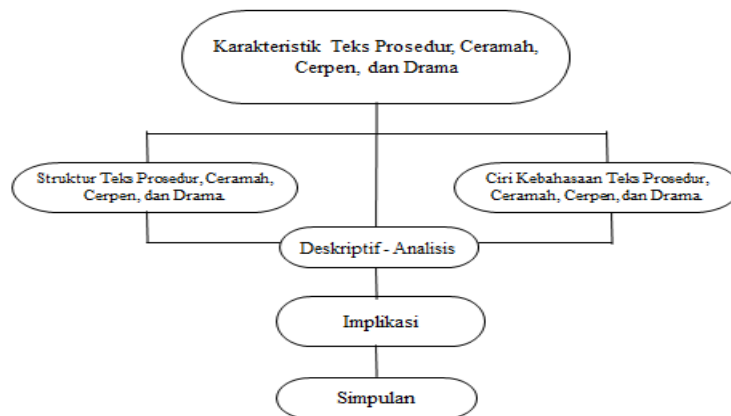 Karakteristik Teks Prosedur, Ceramah,
Cerpen, dan Drama
Struktur Teks Prosedur, Ceramah,
Cerpen, dan Drama.
Ciri Kebahasaan Teks Prosedur,
Ceramah, Cerpen, dan Drama.
Deskriptif - Analisis
Implikasi
Simpulan